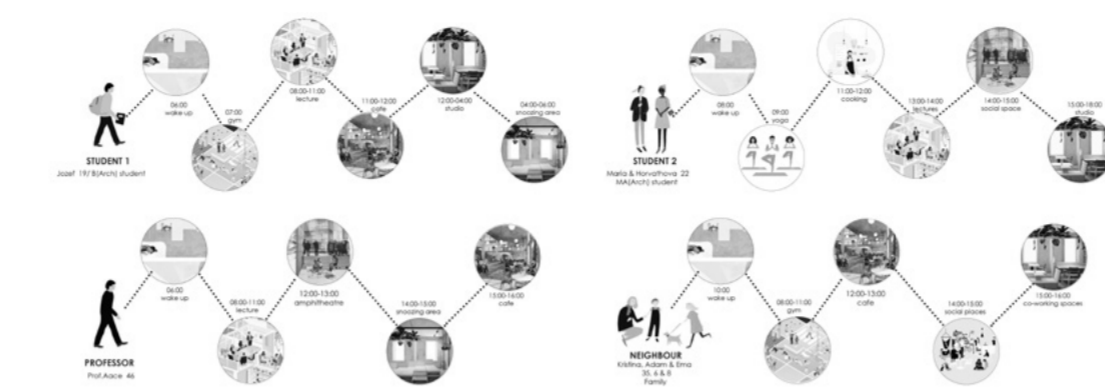 06:00
wake up
07:00
gym
08:00-11:00
lecture
11:00-12:00
cafe
12:00-04:00
studio
04:00-06:00
snoozing area
STUDENT 1
Jozef 19/ B(Arch) student
08:00
wake up
09:00
yoga
11:00-12:00
cooking
13:00-14:00
lectures
14:00-15:00
social space
15:00-18:00
studio
STUDENT 2
Maria & Horvathova 22
MA(Arch) student
06:00
wake up
08:00-11:00
lecture
12:00-13:00
amphitheatre
14:00-15:00
snoozing area
15:00-16:00
cafe
PROFESSOR
Prof.Aace 46
10:00
wake up
08:00-11:00
gym
12:00-13:00
cafe
14:00-15:00
social places
15:00-16:00
co-working spaces
NEIGHBOUR
Kristina, Adam & Ema
35, 6 & 8
Family